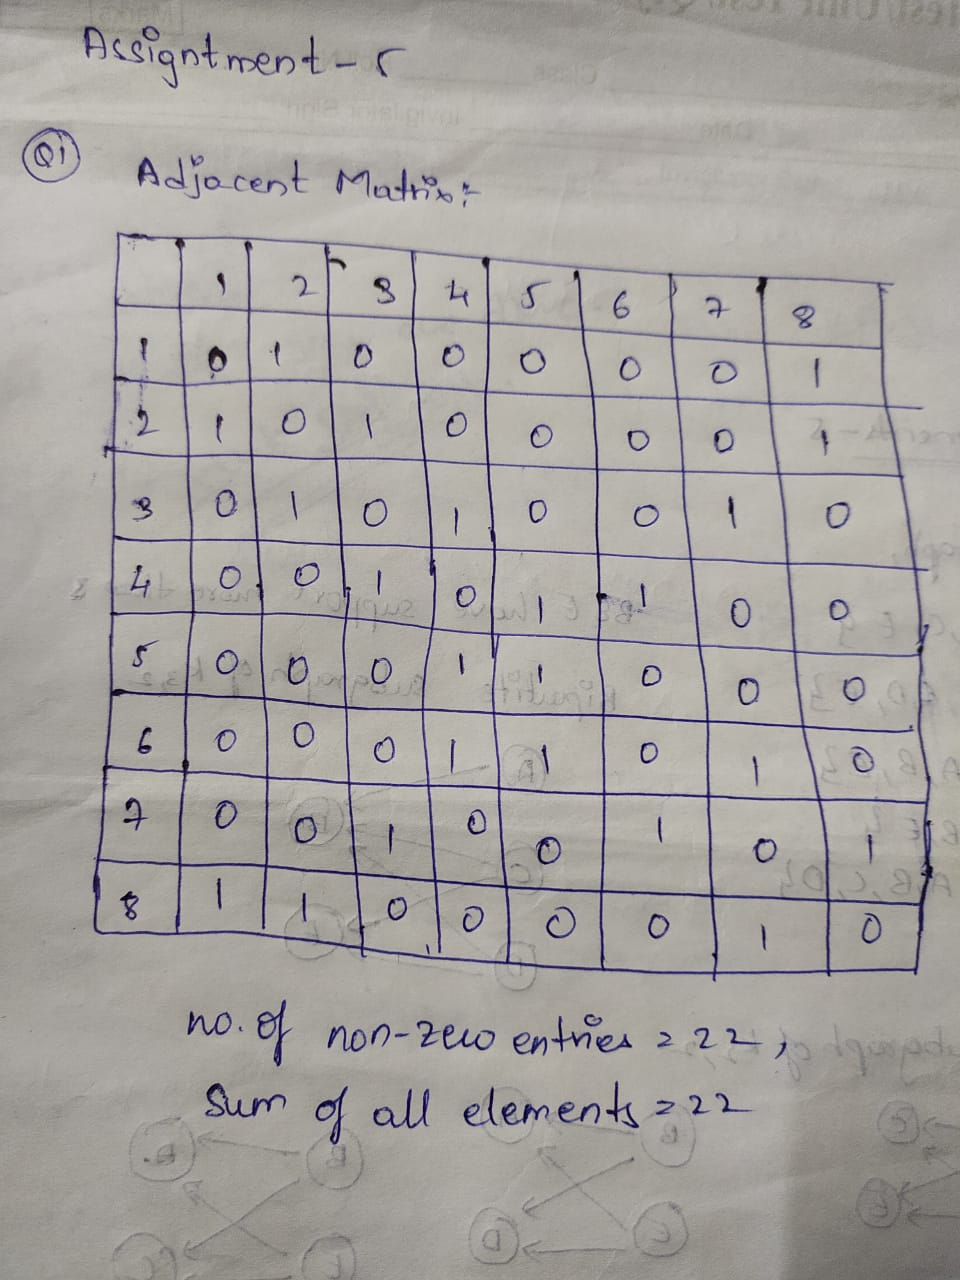 Assigntment - 5
Q1
Adjacent Matrix:-
1 2 3 4 5 6 7 8
1 0 1 0 0 0 0 0 1
2 1 0 1 0 0 0 0 1
3 0 1 0 1 0 0 1 0
4 0 0 1 0 1 1 0 0
5 0 0 0 1 1 0 0 0
6 0 0 0 1 1 0 1 0
7 0 0 1 0 0 1 0 1
8 1 1 0 0 0 0 1 0
no. of non-zero entries = 22,
Sum of all elements = 22